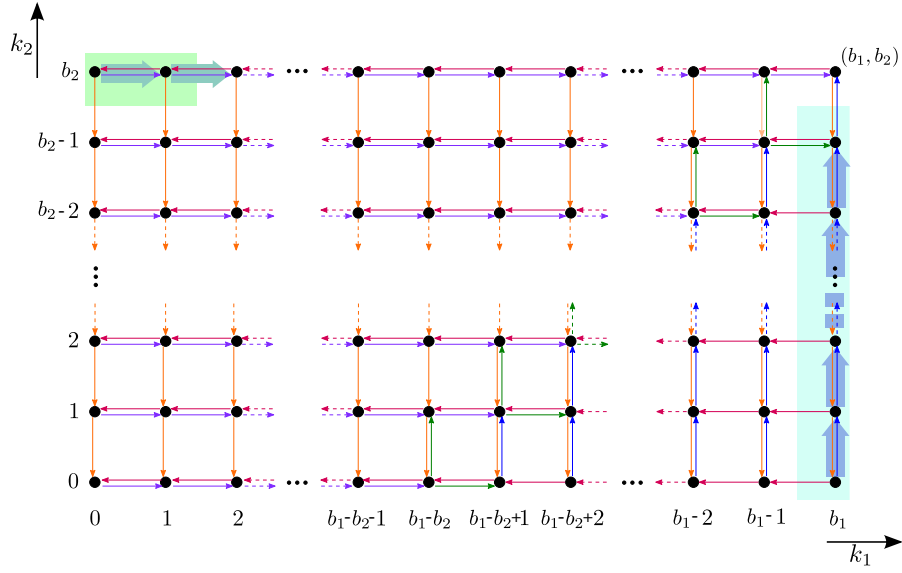 k₂
b₂ (b₁, b₂)
b₂-1
b₂-2
2
1
0
0 1 2 b₁-b₂-1 b₁-b₂ b₁-b₂+1 b₁-b₂+2 b₁-2 b₁-1 b₁
k₁